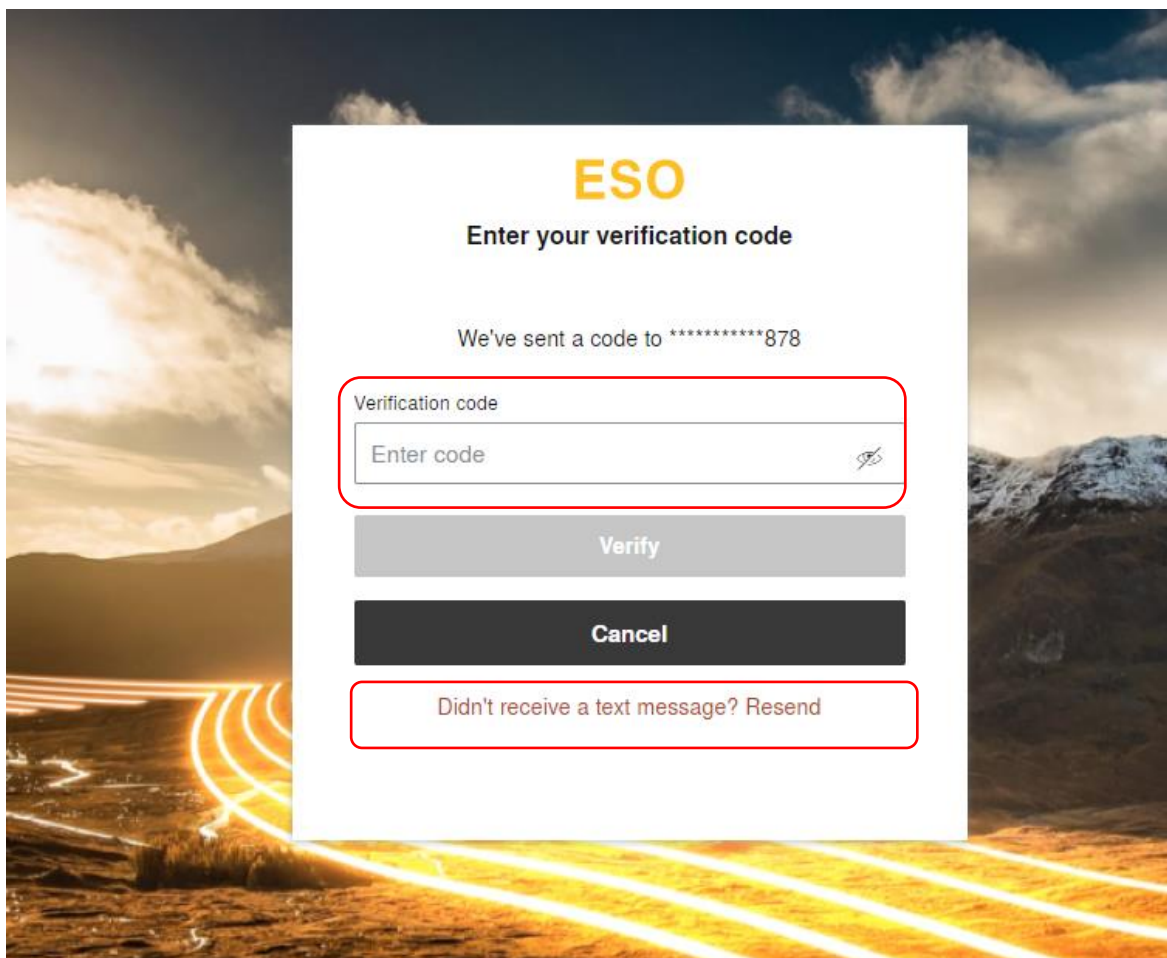 ESO
Enter your verification code
We've sent a code to ***********878
Verification code
Enter code
Verify
Cancel
Didn't receive a text message? Resend